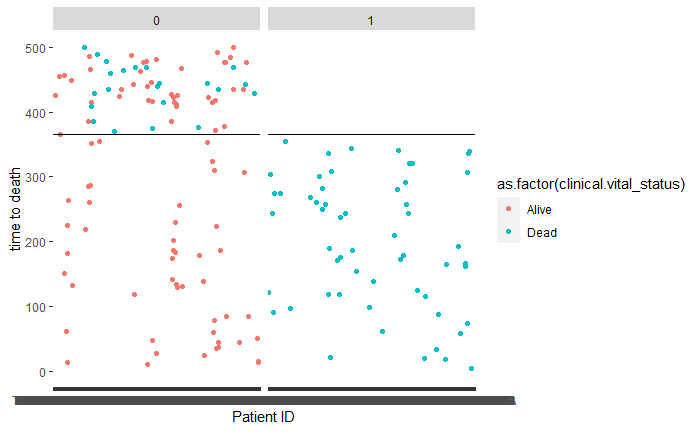 0 1
500
400
300
200
100
0
time to death
Patient ID
as.factor(clinical.vital_status)
Alive
Dead